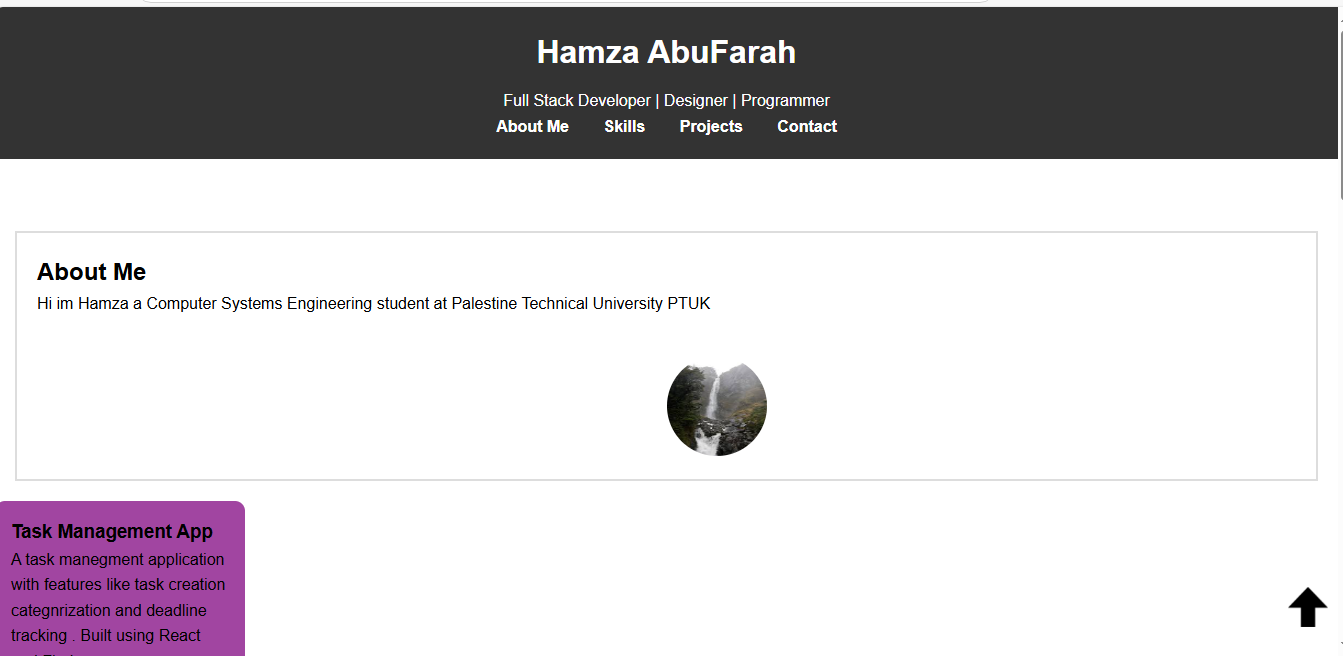 Hamza AbuFarah
Full Stack Developer | Designer | Programmer
About Me Skills Projects Contact
About Me
Hi im Hamza a Computer Systems Engineering student at Palestine Technical University PTUK
Task Management App
A task manegment application
with features like task creation
categnrization and deadline
tracking . Built using React